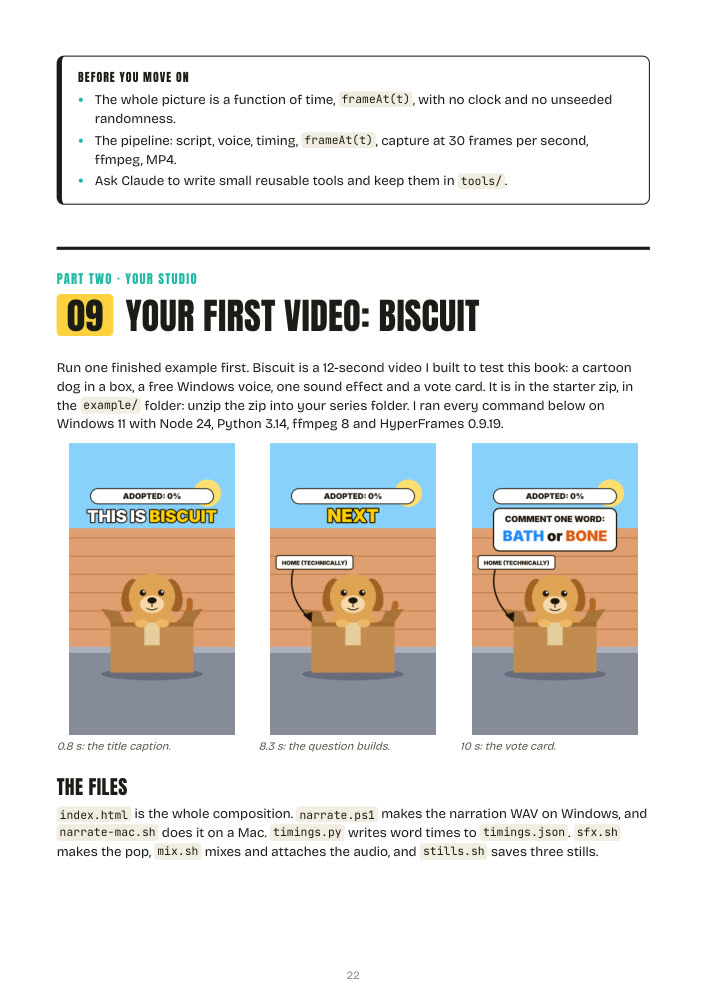 BEFORE YOU MOVE ON
• The whole picture is a function of time, frameAt(t), with no clock and no unseeded
randomness.
• The pipeline: script, voice, timing, frameAt(t), capture at 30 frames per second,
ffmpeg, MP4.
• Ask Claude to write small reusable tools and keep them in tools/.
PART TWO · YOUR STUDIO
09 YOUR FIRST VIDEO: BISCUIT
Run one finished example first. Biscuit is a 12-second video I built to test this book: a cartoon
dog in a box, a free Windows voice, one sound effect and a vote card. It is in the starter zip, in
the example/ folder: unzip the zip into your series folder. I ran every command below on
Windows 11 with Node 24, Python 3.14, ffmpeg 8 and HyperFrames 0.9.19.
ADOPTED: 0%
THIS IS BISCUIT
ADOPTED: 0%
NEXT
HOME (TECHNICALLY)
ADOPTED: 0%
COMMENT ONE WORD:
BATH or BONE
HOME (TECHNICALLY)
0.8 s: the title caption.
8.3 s: the question builds.
10 s: the vote card.
THE FILES
index.html is the whole composition. narrate.ps1 makes the narration WAV on Windows, and
narrate-mac.sh does it on a Mac. timings.py writes word times to timings.json. sfx.sh
makes the pop, mix.sh mixes and attaches the audio, and stills.sh saves three stills.
22